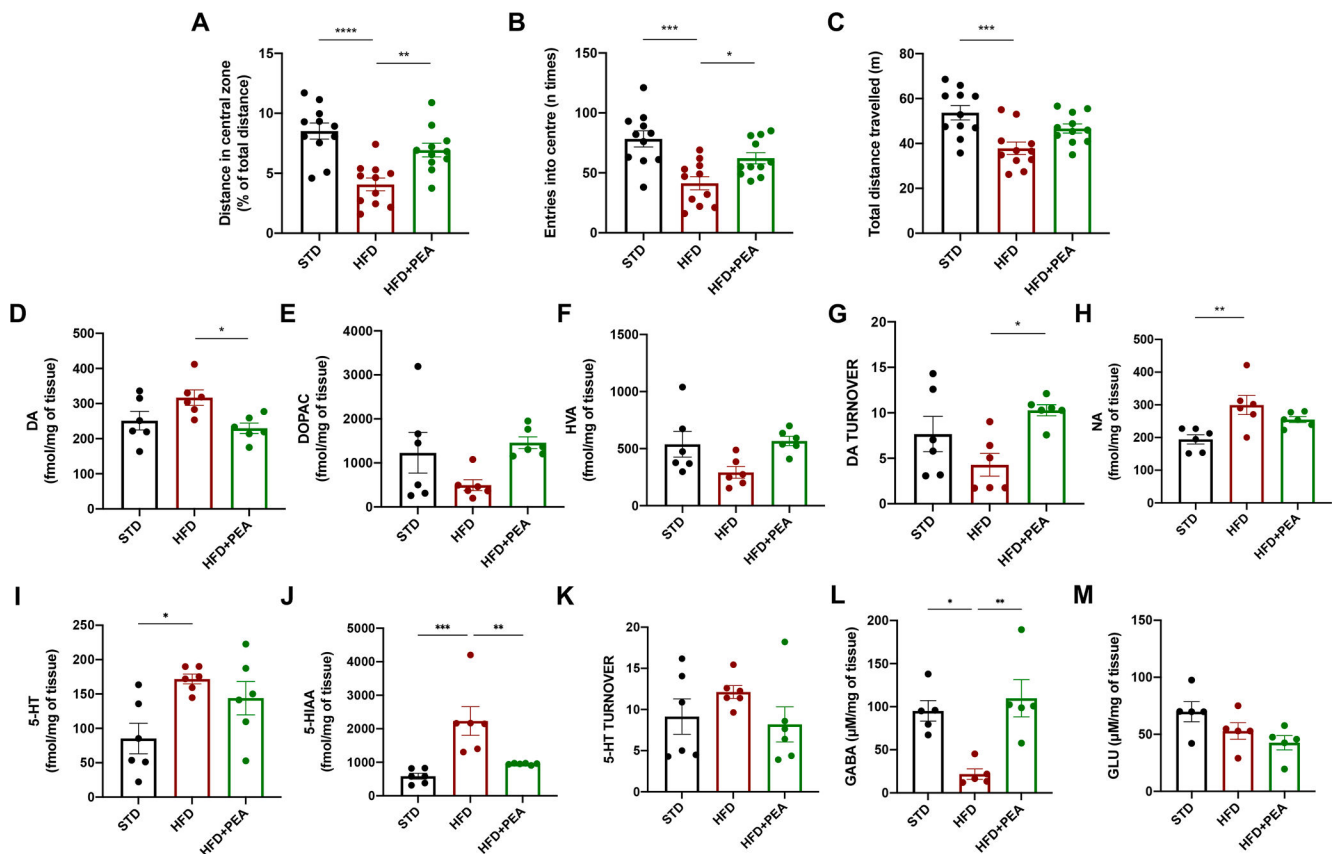 A
B
C
****
**
***
*
***
Distance in central zone
(% of total distance)
15
10
5
0
STD
HFD
HFD+PEA
Entries into centre (n times)
150
100
50
0
STD
HFD
HFD+PEA
Total distance travelled (m)
80
60
40
20
0
STD
HFD
HFD+PEA
D
E
F
G
H
*
*
**
DA
(fmol/mg of tissue)
500
400
300
200
100
0
STD
HFD
HFD+PEA
DOPAC
(fmol/mg of tissue)
4000
3000
2000
1000
0
STD
HFD
HFD+PEA
HVA
(fmol/mg of tissue)
1500
1000
500
0
STD
HFD
HFD+PEA
DA TURNOVER
20
15
10
5
0
STD
HFD
HFD+PEA
NA
(fmol/mg of tissue)
500
400
300
200
100
0
STD
HFD
HFD+PEA
I
J
K
L
M
*
***
**
*
**
5-HT
(fmol/mg of tissue)
250
200
150
100
50
0
STD
HFD
HFD+PEA
5-HIAA
(fmol/mg of tissue)
5000
4000
3000
2000
1000
0
STD
HFD
HFD+PEA
5-HT TURNOVER
20
15
10
5
0
STD
HFD
HFD+PEA
GABA (µM/mg of tissue)
200
150
100
50
0
STD
HFD
HFD+PEA
GLU (µM/mg of tissue)
150
100
50
0
STD
HFD
HFD+PEA